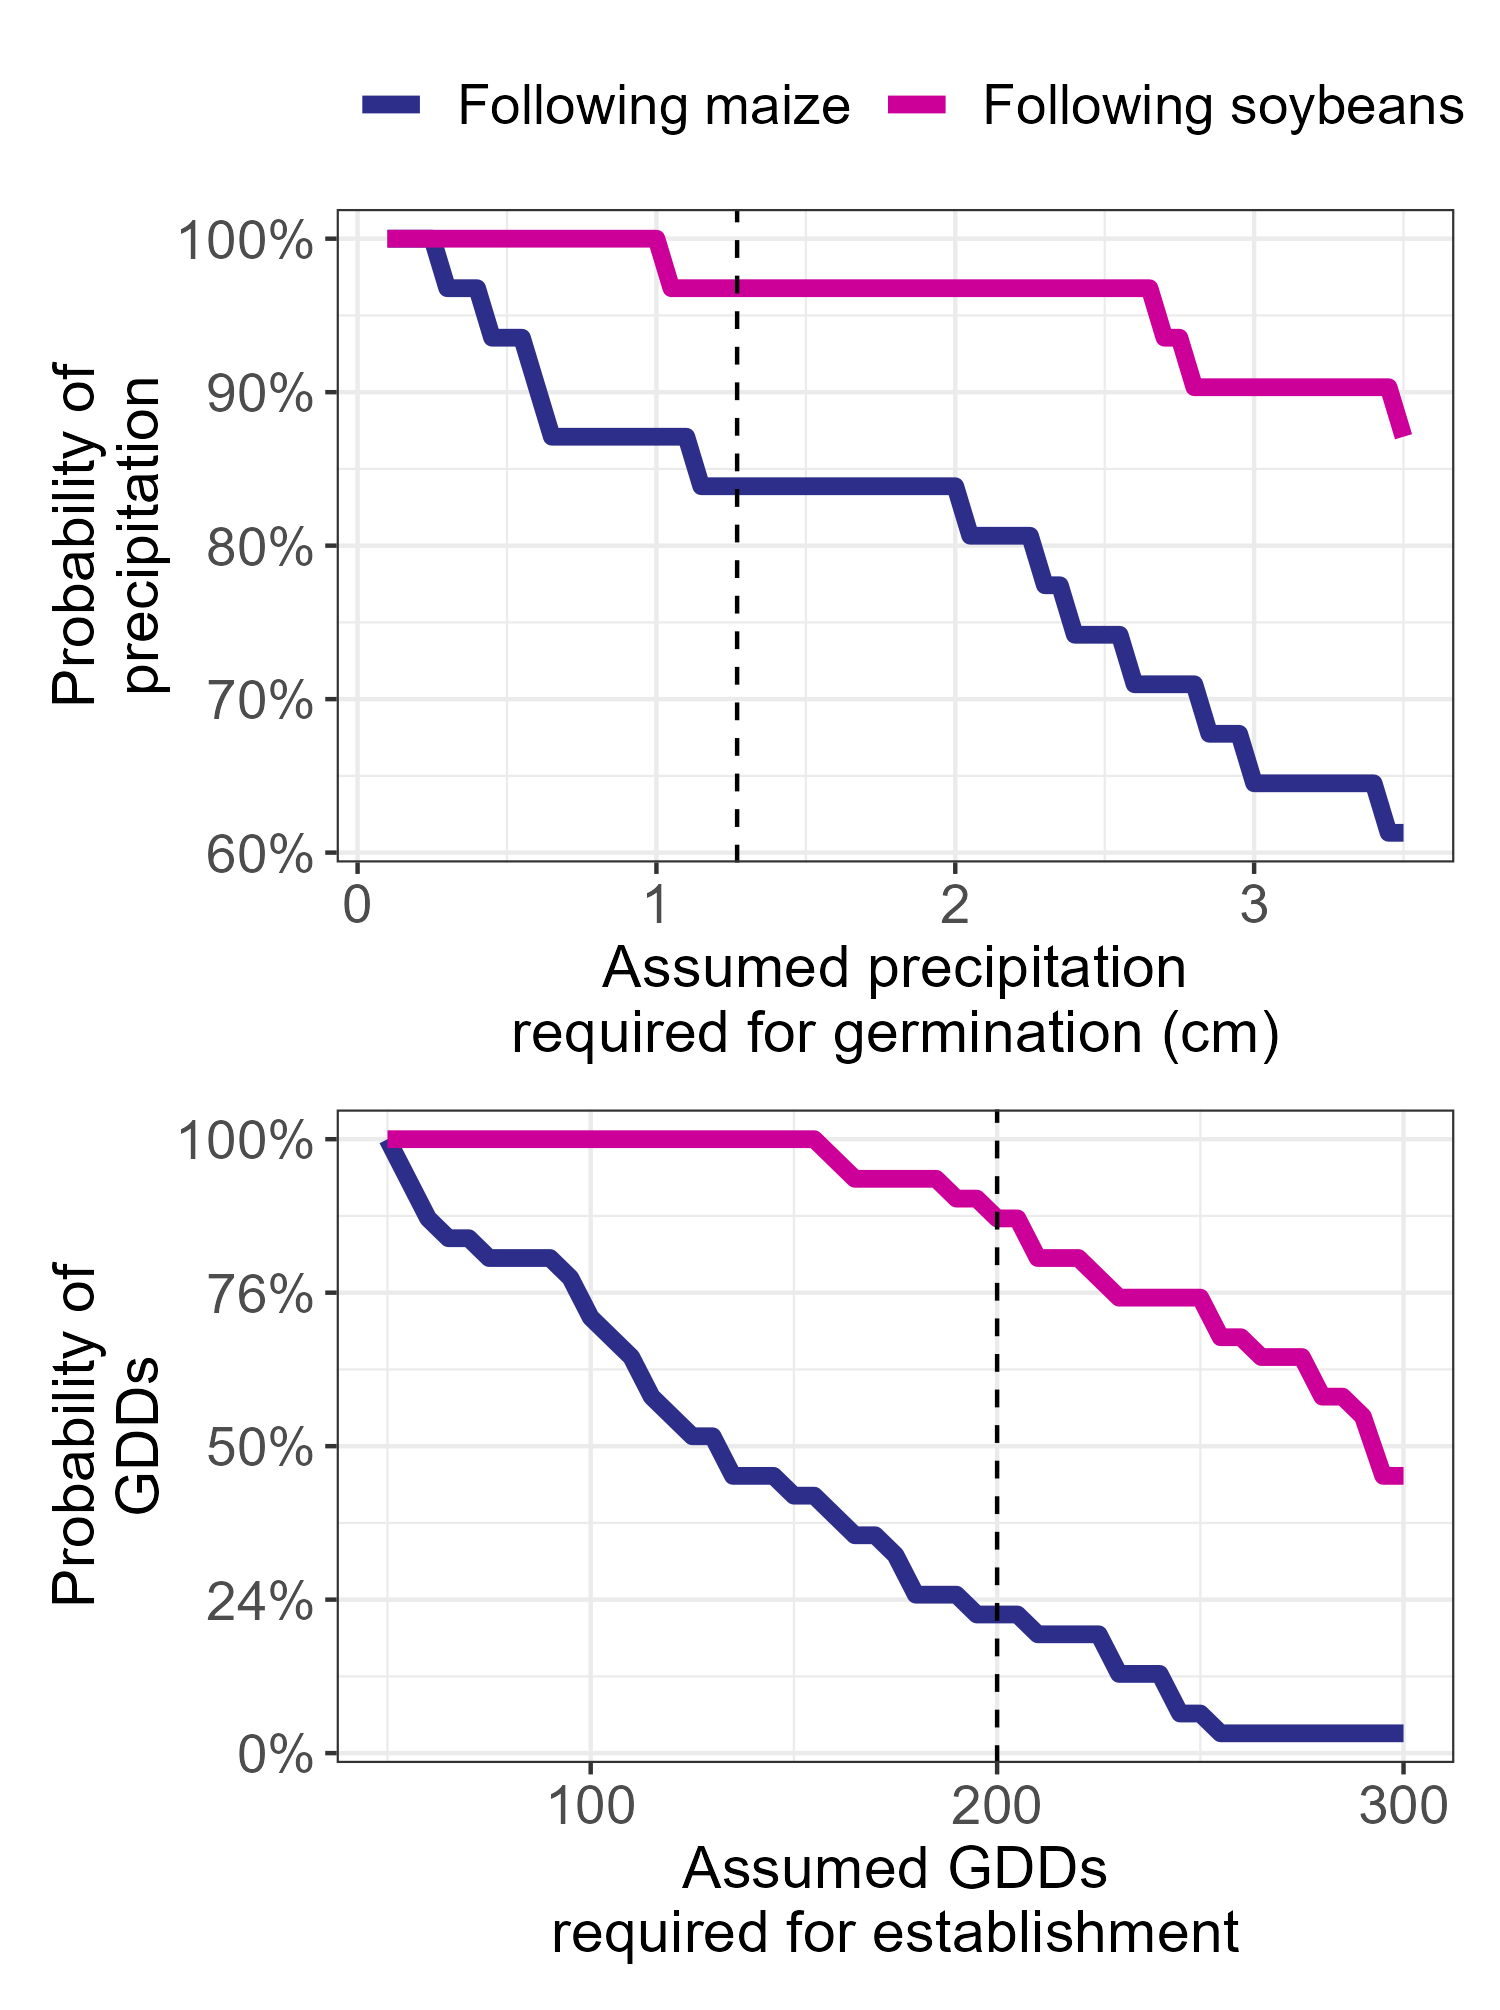 Following maize Following soybeans
100%
90%
80%
70%
60%
Probability of
precipitation
0 1 2 3
Assumed precipitation
required for germination (cm)
100%
76%
50%
24%
0%
Probability of
GDDs
100 200 300
Assumed GDDs
required for establishment